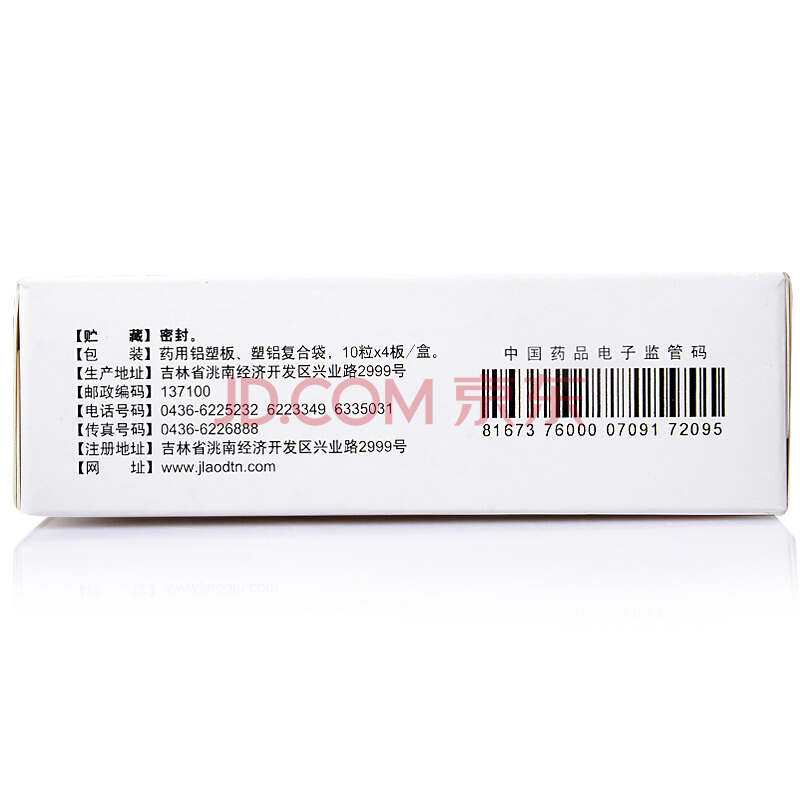 【贮　　藏】密封。
【包　　装】药用铝塑板、塑铝复合袋，10粒x4板/盒。
【生产地址】吉林省洮南经济开发区兴业路2999号
【邮政编码】137100
【电话号码】0436-6225232 6223349 6335031
【传真号码】0436-6226888
【注册地址】吉林省洮南经济开发区兴业路2999号
【网　　址】www.jlaodtn.com
中国药品电子监管码
81673 76000 07091 72095
JD.COM 京东